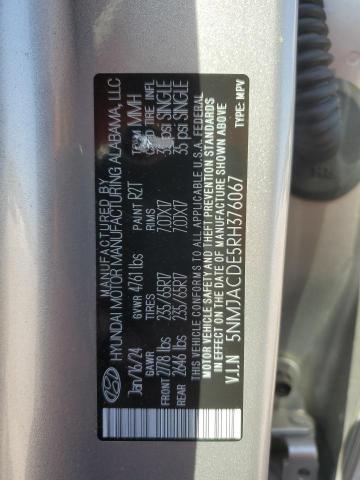 HYUNDAI MOTOR MANUFACTURING ALABAMA, LLC
Jan/16/24 GVWR 4761 lbs PAINT R2T MMH
GAWR TIRES RIMS COLD TIRE INFL
FRONT 2778 lbs 235/65R17 7.0JX17 35 psi SINGLE
REAR 2646 lbs 235/65R17 7.0JX17 35 psi SINGLE
THIS VEHICLE CONFORMS TO ALL APPLICABLE U.S.A. FEDERAL
MOTOR VEHICLE SAFETY AND THEFT PREVENTION STANDARDS
IN EFFECT ON THE DATE OF MANUFACTURE SHOWN ABOVE
V.I.N 5NMJACDE5RH376067 TYPE: MPV